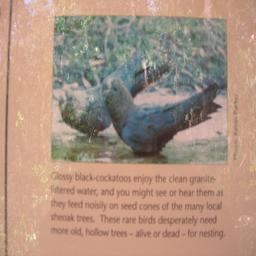 Glossy black-cockatoos enjoy the clean granite-
filtered water, and you might see or hear them as
they feed noisily on seed cones of the many local
sheoak trees. These rare birds desperately need
more old, hollow trees – alive or dead – for nesting.
Photo: